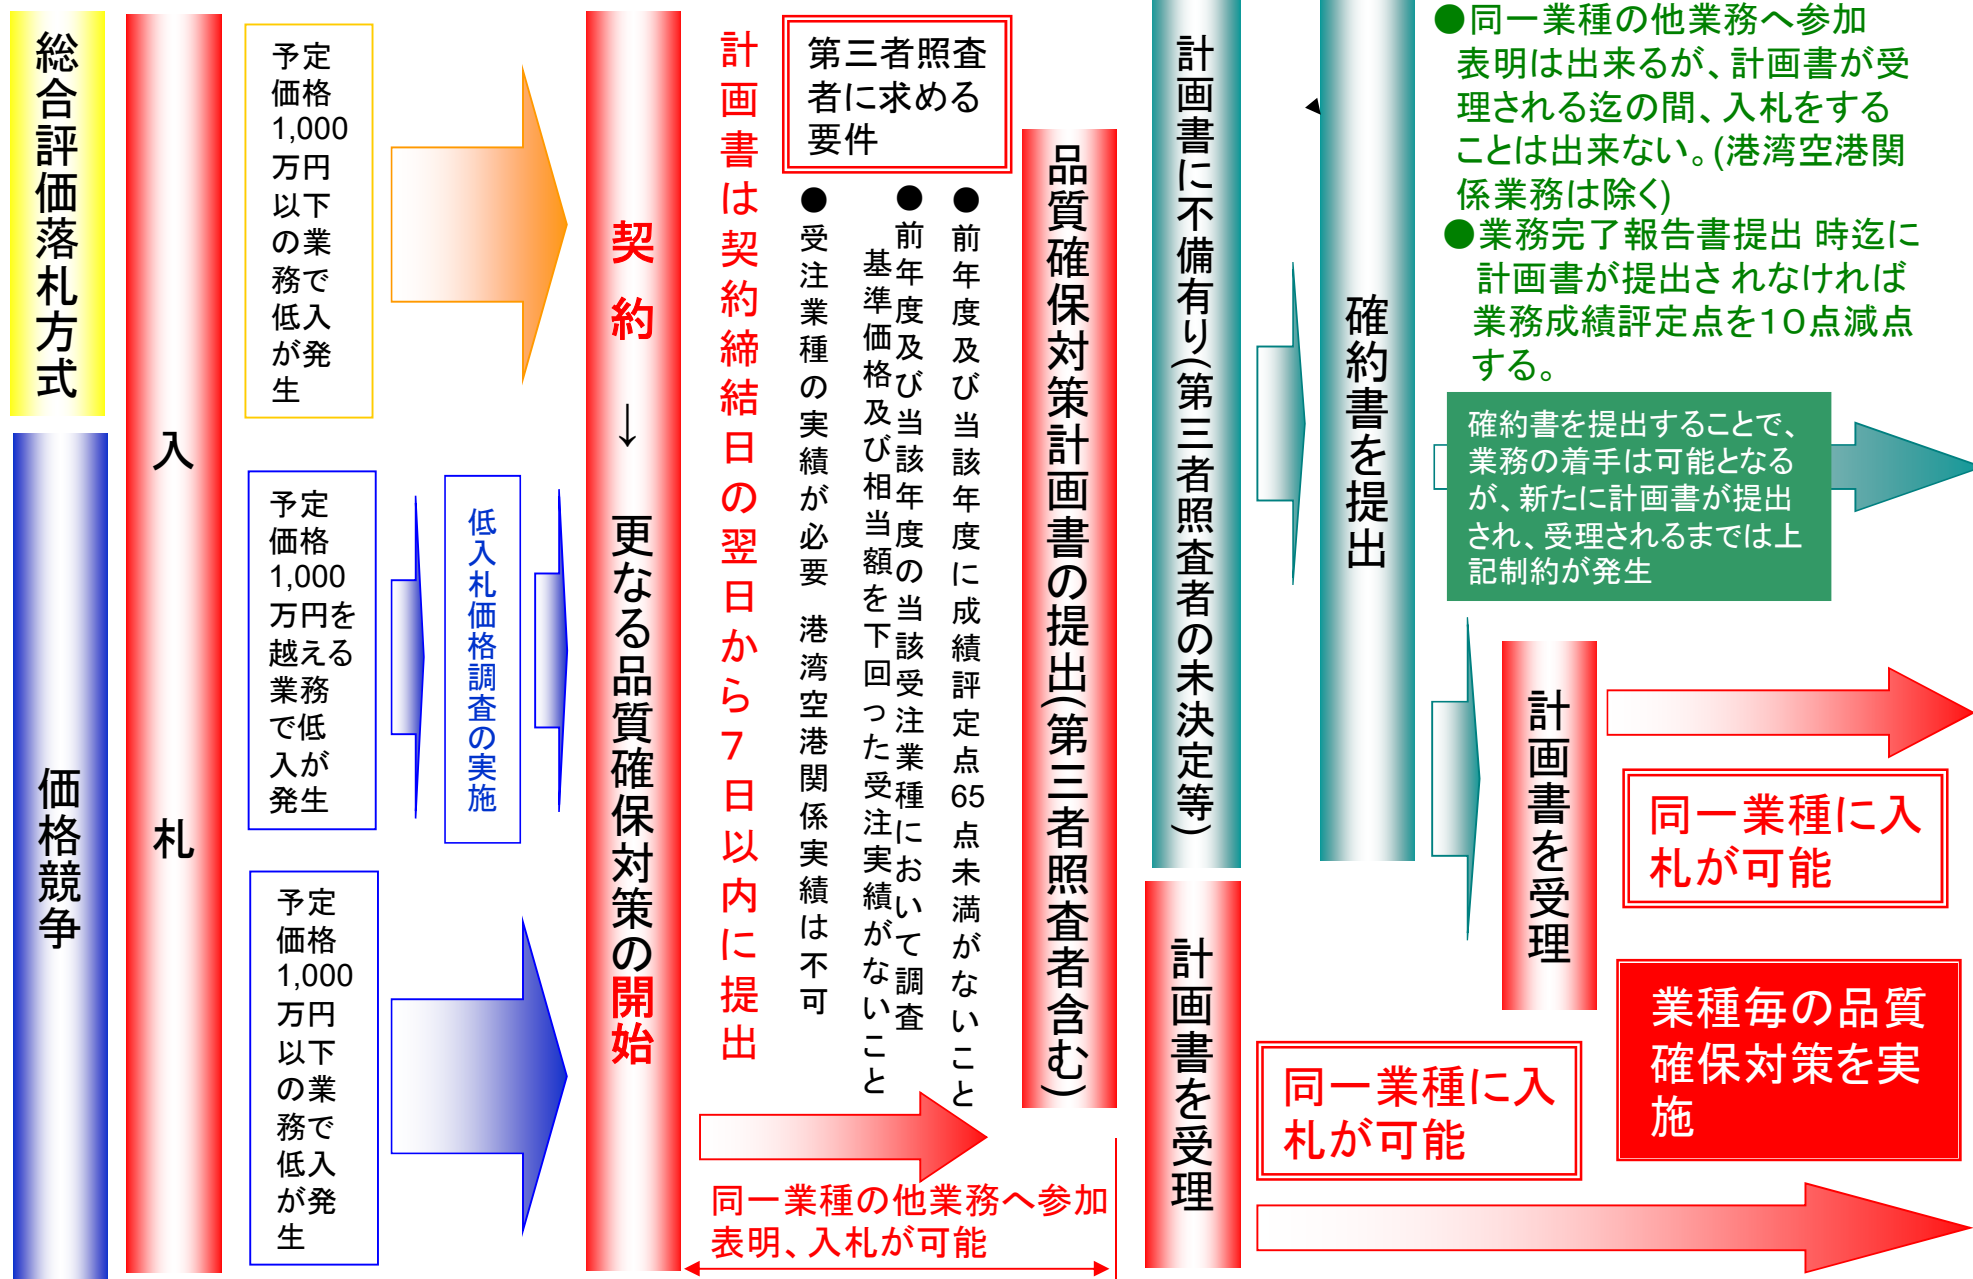 総合評価落札方式
価格競争
入札
予定
価格
1,000
万円
以下
の業
務で
低入
が発
生
予定
価格
1,000
万円を
越える
業務
で低
入が
発生
低入札価格調査の実施
予定
価格
1,000
万円
以下
の業
務で
低入
が発
生
契約 → 更なる品質確保対策の開始
計画書は契約締結日の翌日から7日以内に提出
第三者照査
者に求める
要件
●前年度及び当該年度に成績評定点65点未満がないこと
●前年度及び当該年度の当該受注業種において調査
基準価格及び相当額を下回った受注実績がないこと
●受注業種の実績が必要 港湾空港関係実績は不可
同一業種の他業務へ参加
表明、入札が可能
品質確保対策計画書の提出(第三者照査者含む)
計画書に不備有り(第三者照査者の未決定等)
計画書を受理
確約書を提出
●同一業種の他業務へ参加
表明は出来るが、計画書が受
理される迄の間、入札をする
ことは出来ない。(港湾空港関
係業務は除く)
●業務完了報告書提出 時迄に
計画書が提出さ れなければ
業務成績評定点を10点減点
する。
確約書を提出することで、
業務の着手は可能となる
が、新たに計画書が提出
され、受理されるまでは上
記制約が発生
計画書を受理
同一業種に入
札が可能
同一業種に入
札が可能
業種毎の品質
確保対策を実
施